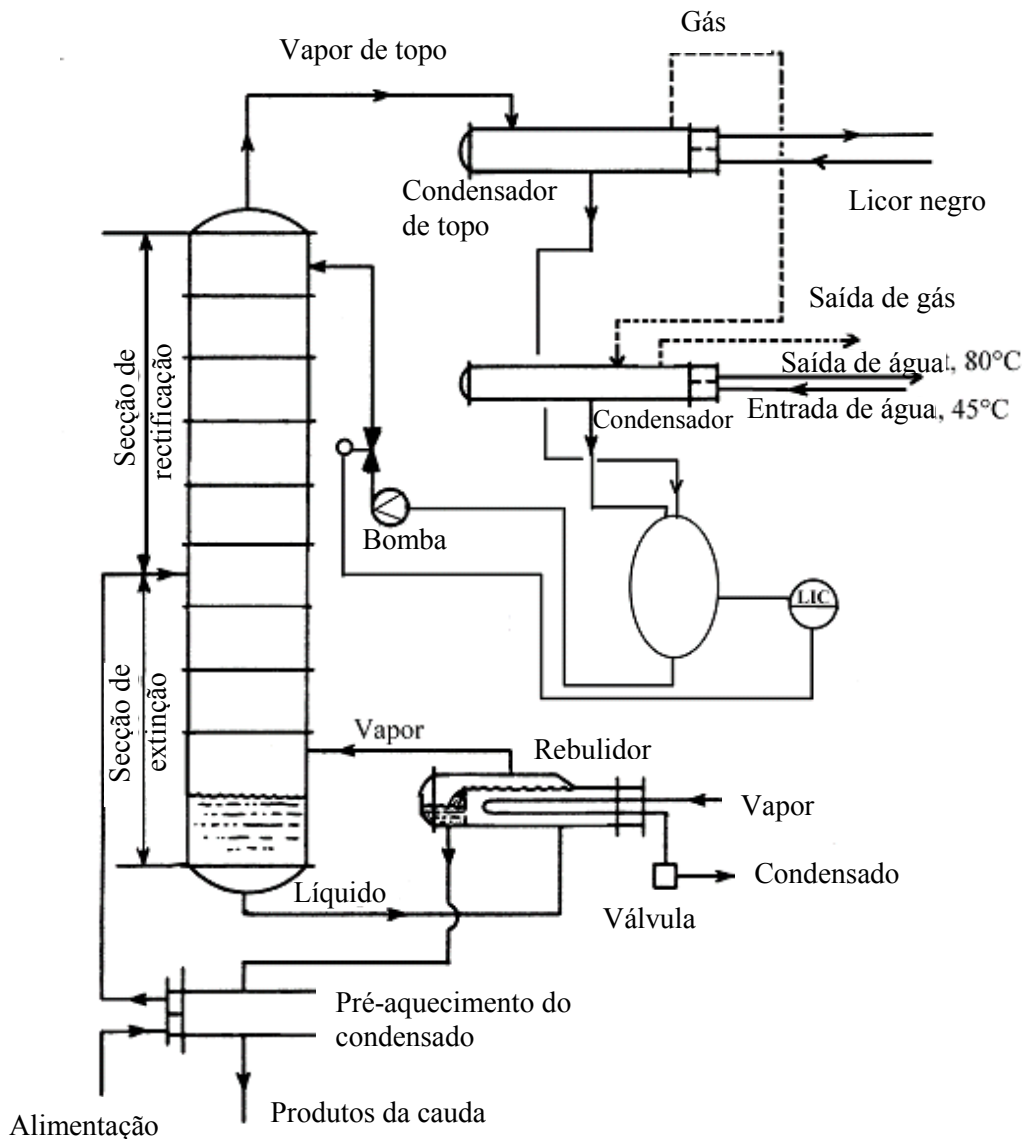 Gás
Vapor de topo
Condensador
de topo
Licor negro
Saída de gás
Saída de água, 80°C
Entrada de água, 45°C
Condensador
Secção de
rectificação
Bomba
LIC
Secção de
extinção
Vapor
Rebulidor
Vapor
Condensado
Líquido
Válvula
Pré-aquecimento do
condensado
Alimentação
Produtos da cauda